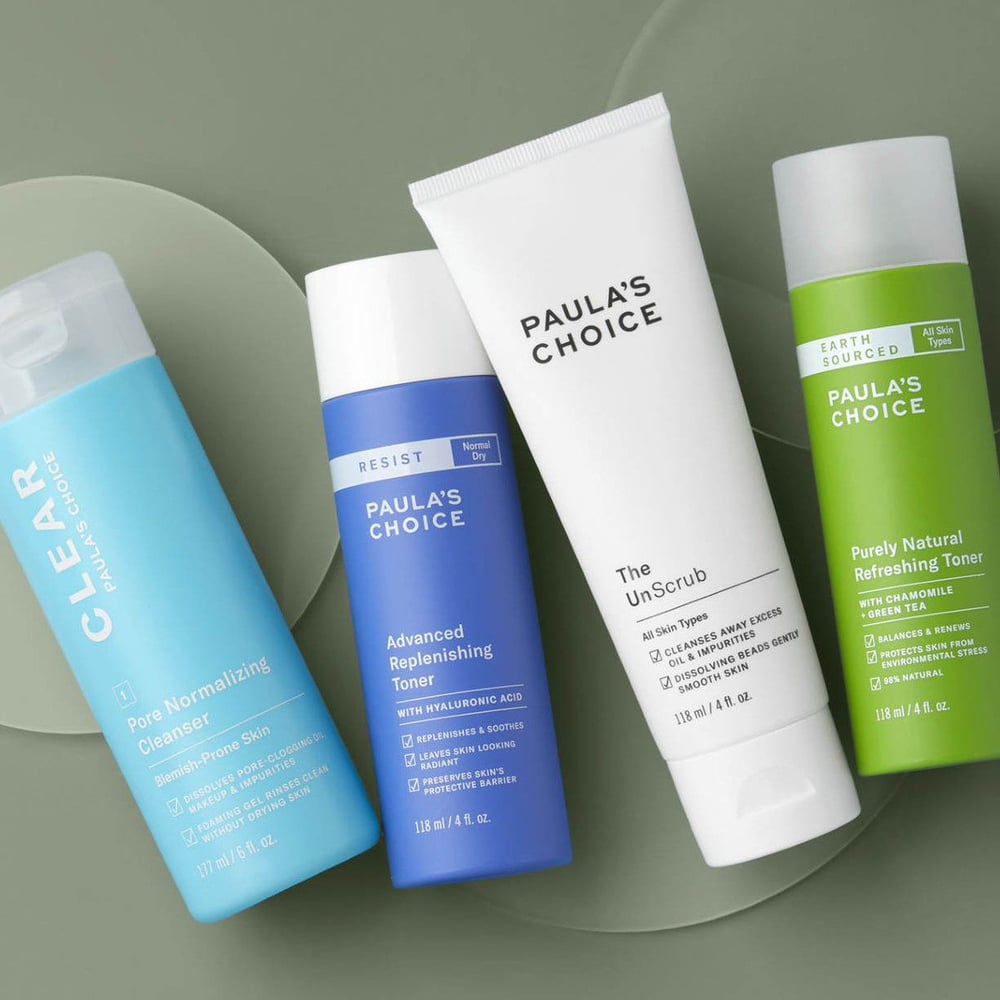 CLEAR
PAULA'S CHOICE
1
Pore Normalizing
Cleanser
Blemish-Prone Skin
DISSOLVES PORE-CLOGGING OIL,
MAKEUP & IMPURITIES
FOAMING GEL RINSES CLEAN
WITHOUT DRYING SKIN
177 ml / 6 fl. oz.
RESIST
Normal
Dry
PAULA'S
CHOICE
Advanced
Replenishing
Toner
WITH HYALURONIC ACID
REPLENISHES & SOOTHES
LEAVES SKIN LOOKING
RADIANT
PRESERVES SKIN'S
PROTECTIVE BARRIER
118 ml / 4 fl. oz.
PAULA'S
CHOICE
The
UnScrub
All Skin Types
CLEANSES AWAY EXCESS
OIL & IMPURITIES
DISSOLVING BEADS GENTLY
SMOOTH SKIN
118 ml / 4 fl. oz.
EARTH
SOURCED
All Skin
Types
PAULA'S
CHOICE
Purely Natural
Refreshing Toner
WITH CHAMOMILE
+ GREEN TEA
BALANCES & RENEWS
PROTECTS SKIN FROM
ENVIRONMENTAL STRESS
98% NATURAL
118 ml / 4 fl. oz.